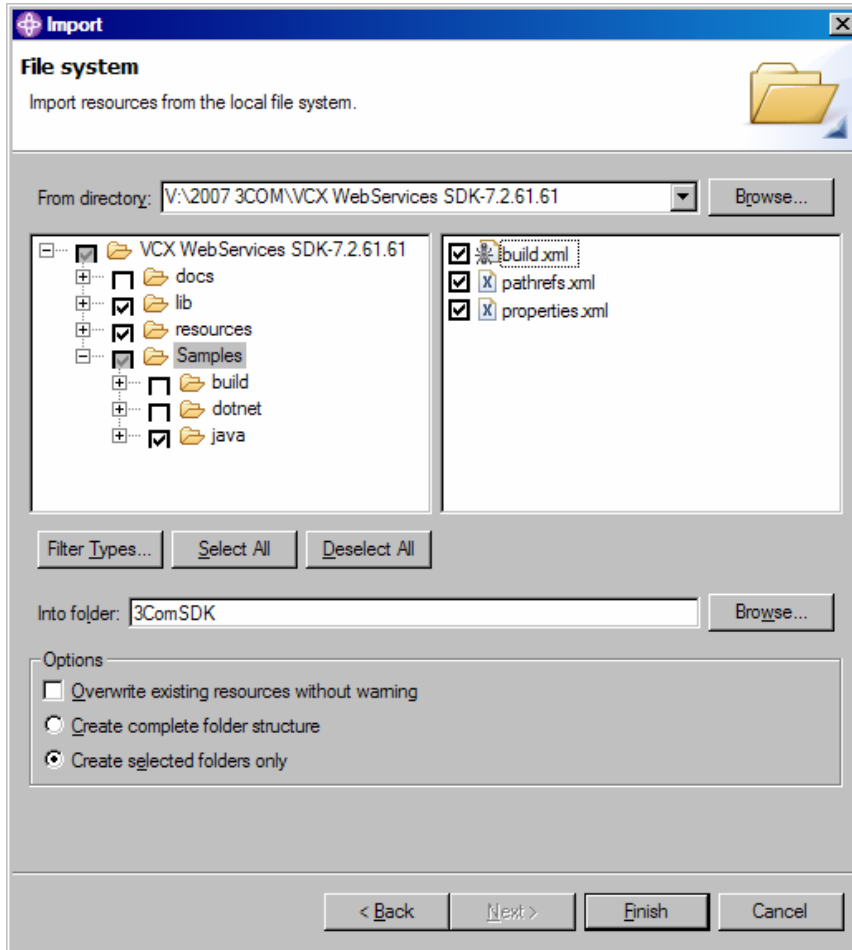 Import
File system
Import resources from the local file system.
From directory: V:\2007 3COM\VCX WebServices SDK-7.2.61.61 Browse...
VCX WebServices SDK-7.2.61.61
docs
lib
resources
Samples
build
dotnet
java
build.xml
pathrefs.xml
properties.xml
Filter Types... Select All Deselect All
Into folder: 3ComSDK Browse...
Options
Overwrite existing resources without warning
Create complete folder structure
Create selected folders only
< Back Next > Finish Cancel